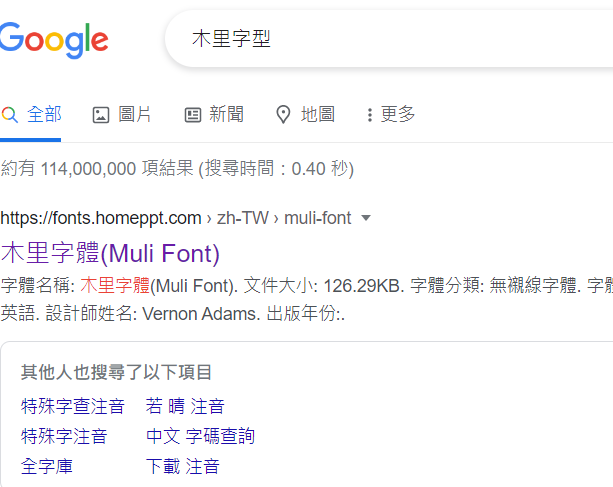 Google
木里字型
全部 圖片 新聞 地圖 更多
約有 114,000,000 項結果 (搜尋時間：0.40 秒)
https://fonts.homeppt.com › zh-TW › muli-font
木里字體(Muli Font)
字體名稱: 木里字體(Muli Font). 文件大小: 126.29KB. 字體分類: 無襯線字體. 字體
英語. 設計師姓名: Vernon Adams. 出版年份:.
其他人也搜尋了以下項目
特殊字查注音 若 晴 注音
特殊字注音 中文 字碼查詢
全字庫 下載 注音